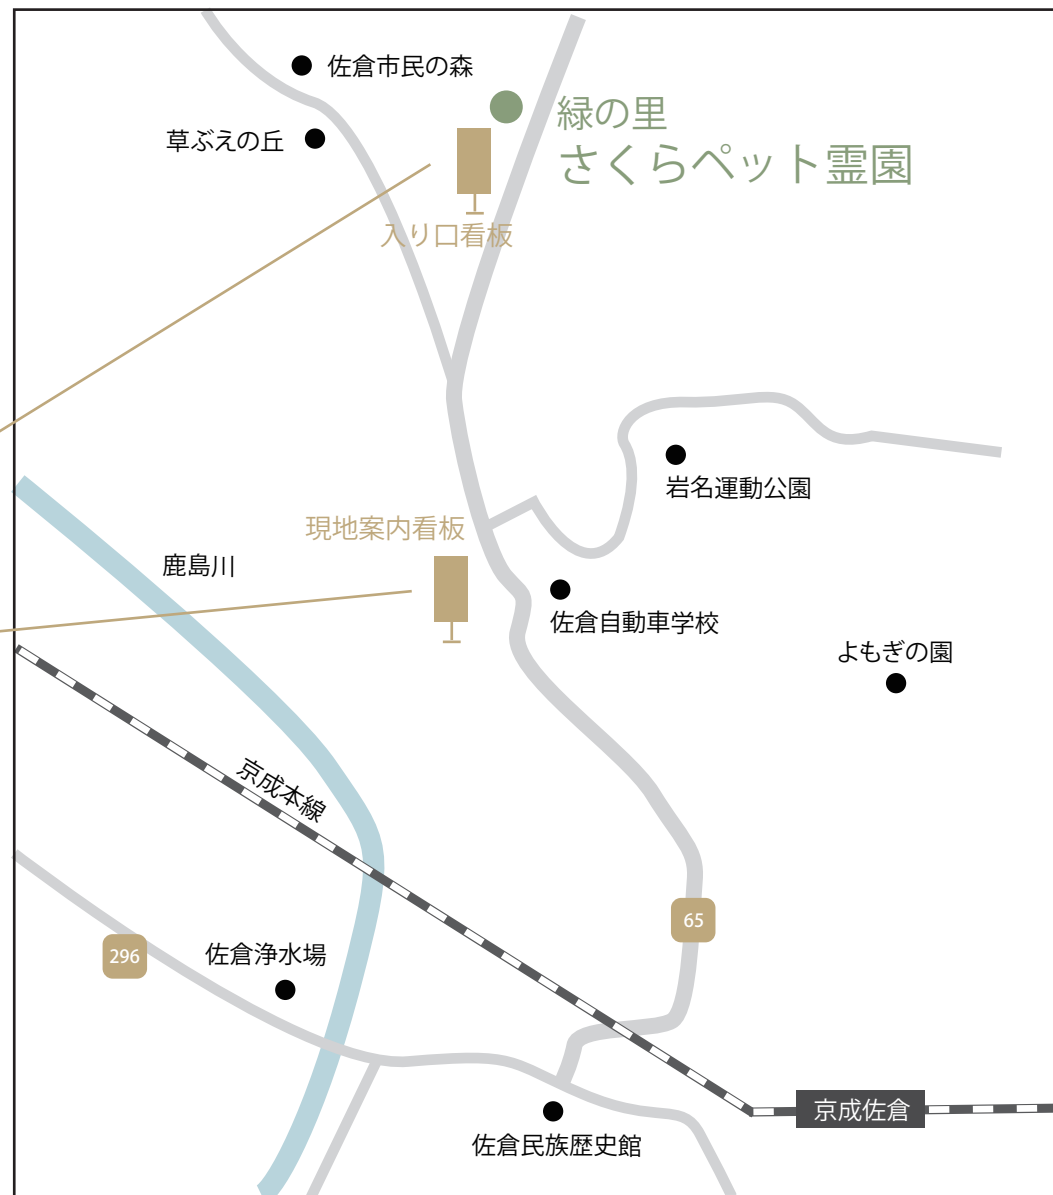 佐倉市民の森
緑の里
草ぶえの丘
さくらペット霊園
入り口看板
岩名運動公園
現地案内看板
鹿島川
佐倉自動車学校
よもぎの園
京成本線
65
296
佐倉浄水場
京成佐倉
佐倉民族歴史館